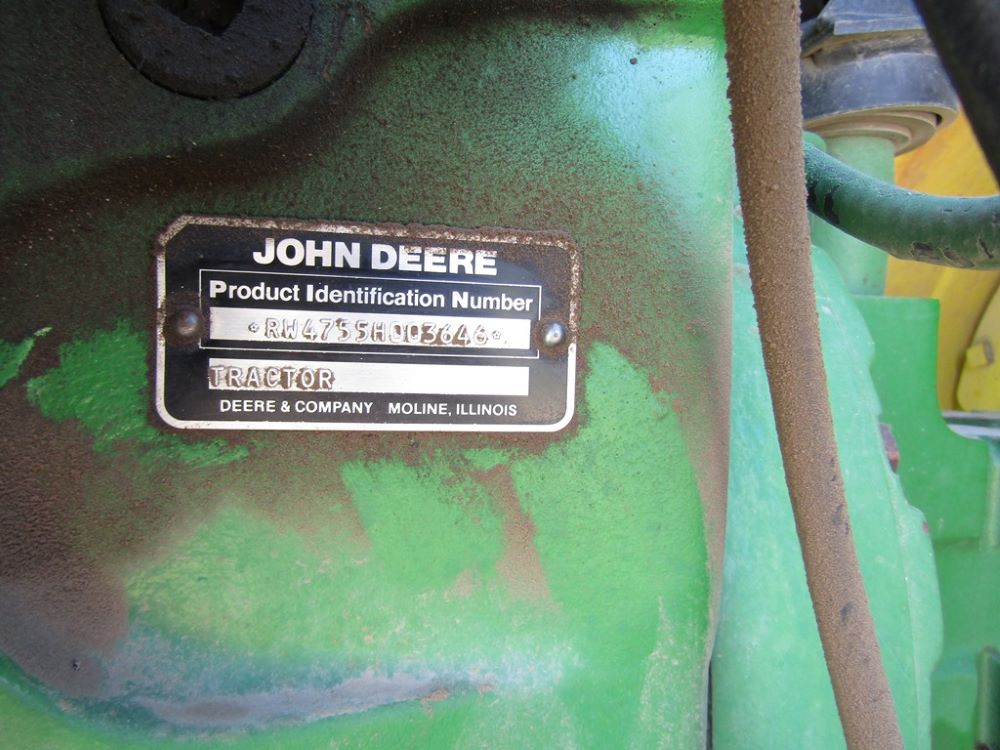 JOHN DEERE
Product Identification Number
*RW4755H003646*
TRACTOR
DEERE & COMPANY MOLINE, ILLINOIS